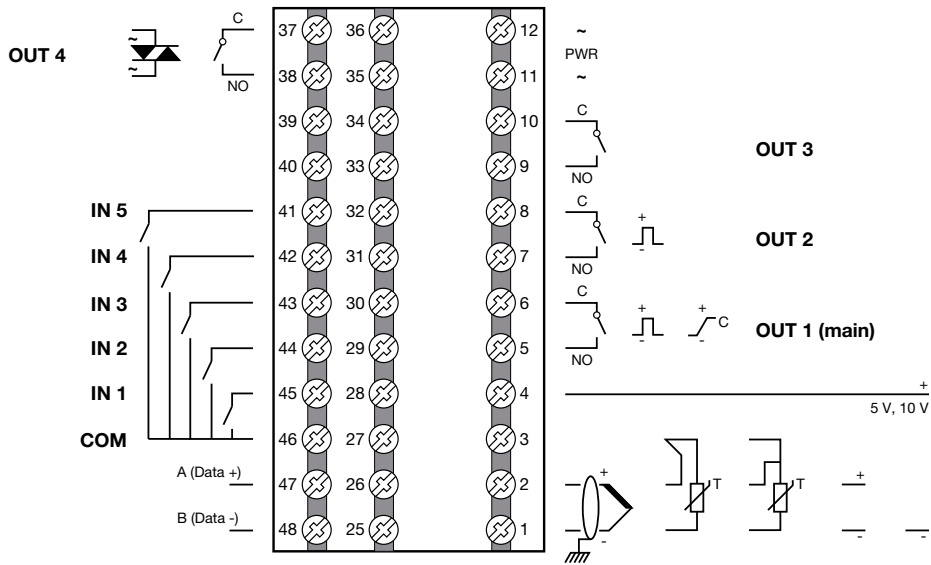 C 37 36 12 ~
OUT 4 ~ PWR
~ NO 38 35 11 ~
39 34 10 C
OUT 3
40 33 9 NO
IN 5 41 32 8 C +
- OUT 2
IN 4 42 31 7 NO
IN 3 43 30 6 C + +
- - C OUT 1 (main)
IN 2 44 29 5 NO
IN 1 45 28 4 +
5 V, 10 V
COM 46 27 3
A (Data +) 47 26 2 + T T +
B (Data -) 48 25 1 - - -